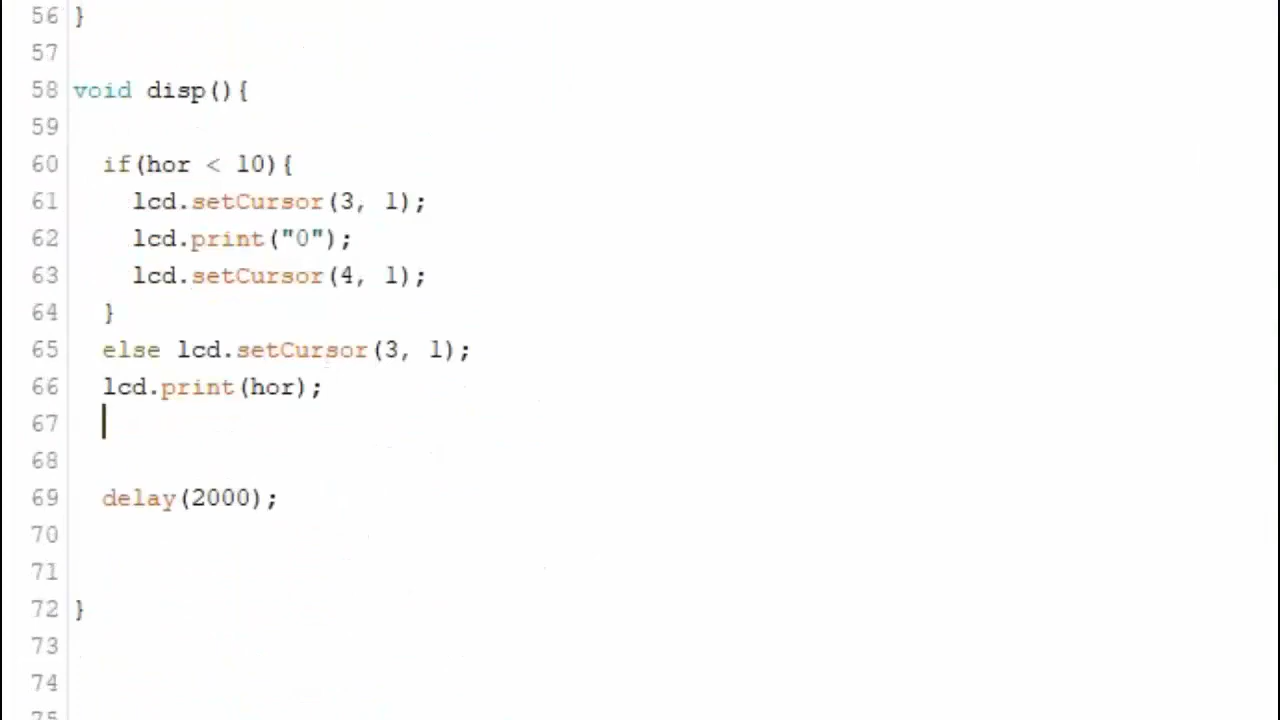 56 }
57
58 void disp(){
59
60 if(hor < 10){
61 lcd.setCursor(3, 1);
62 lcd.print("0");
63 lcd.setCursor(4, 1);
64 }
65 else lcd.setCursor(3, 1);
66 lcd.print(hor);
67
68
69 delay(2000);
70
71
72 }
73
74
75